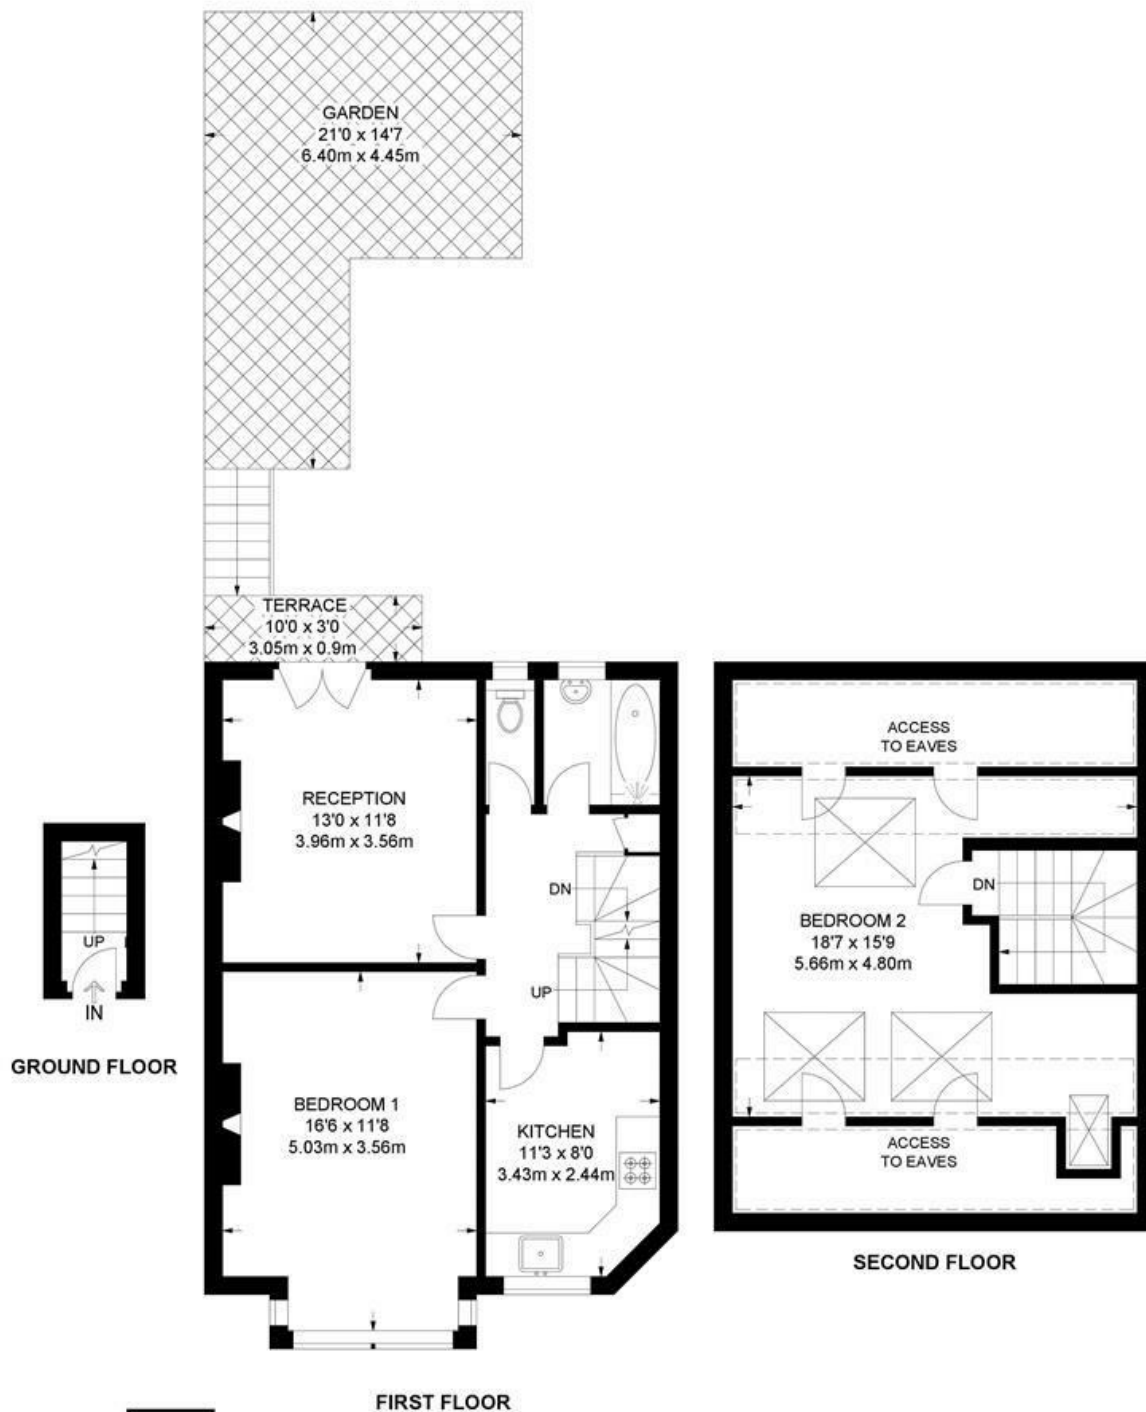 GARDEN
21'0 x 14'7
6.40m x 4.45m
TERRACE
10'0 x 3'0
3.05m x 0.9m
RECEPTION
13'0 x 11'8
3.96m x 3.56m
DN
UP
BEDROOM 1
16'6 x 11'8
5.03m x 3.56m
KITCHEN
11'3 x 8'0
3.43m x 2.44m
FIRST FLOOR
UP
IN
GROUND FLOOR
ACCESS
TO EAVES
DN
BEDROOM 2
18'7 x 15'9
5.66m x 4.80m
ACCESS
TO EAVES
SECOND FLOOR